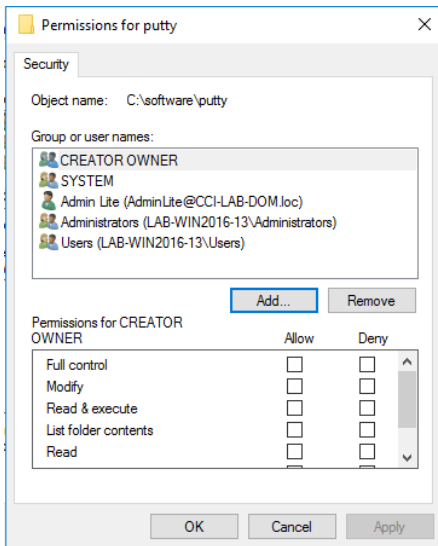 Permissions for putty
Security
Object name: C:\software\putty
Group or user names:
CREATOR OWNER
SYSTEM
Admin Lite (AdminLite@CCI-LAB-DOM.loc)
Administrators (LAB-WIN2016-13\Administrators)
Users (LAB-WIN2016-13\Users)
Add... Remove
Permissions for CREATOR
OWNER Allow Deny
Full control
Modify
Read & execute
List folder contents
Read
OK Cancel Apply